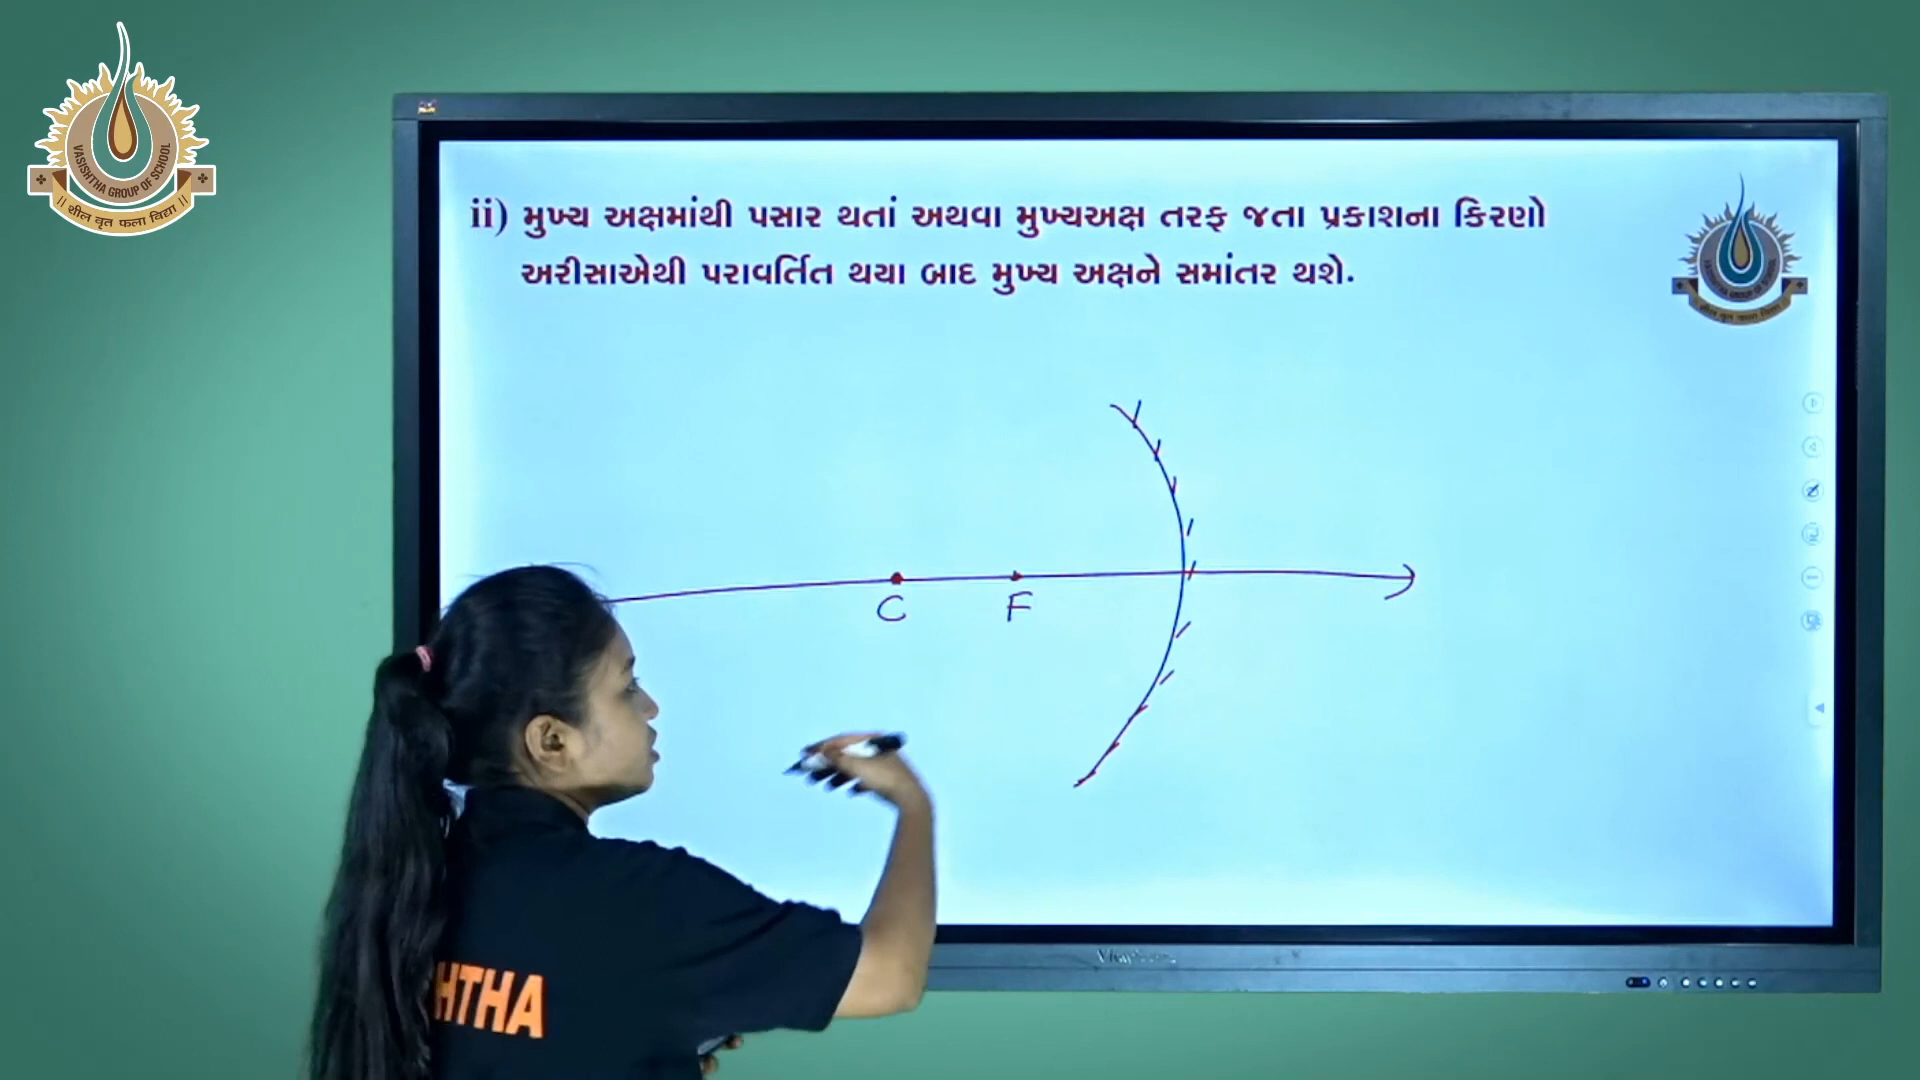 VASISHTHA GROUP OF SCHOOL
|| शील वृत फला विद्या ||
ii) મુખ્ય અક્ષમાંથી પસાર થતાં અથવા મુખ્યઅક્ષ તરફ જતા પ્રકાશના કિરણો
અરીસાએથી પરાવર્તિત થયા બાદ મુખ્ય અક્ષને સમાંતર થશે.
C F
HTHA